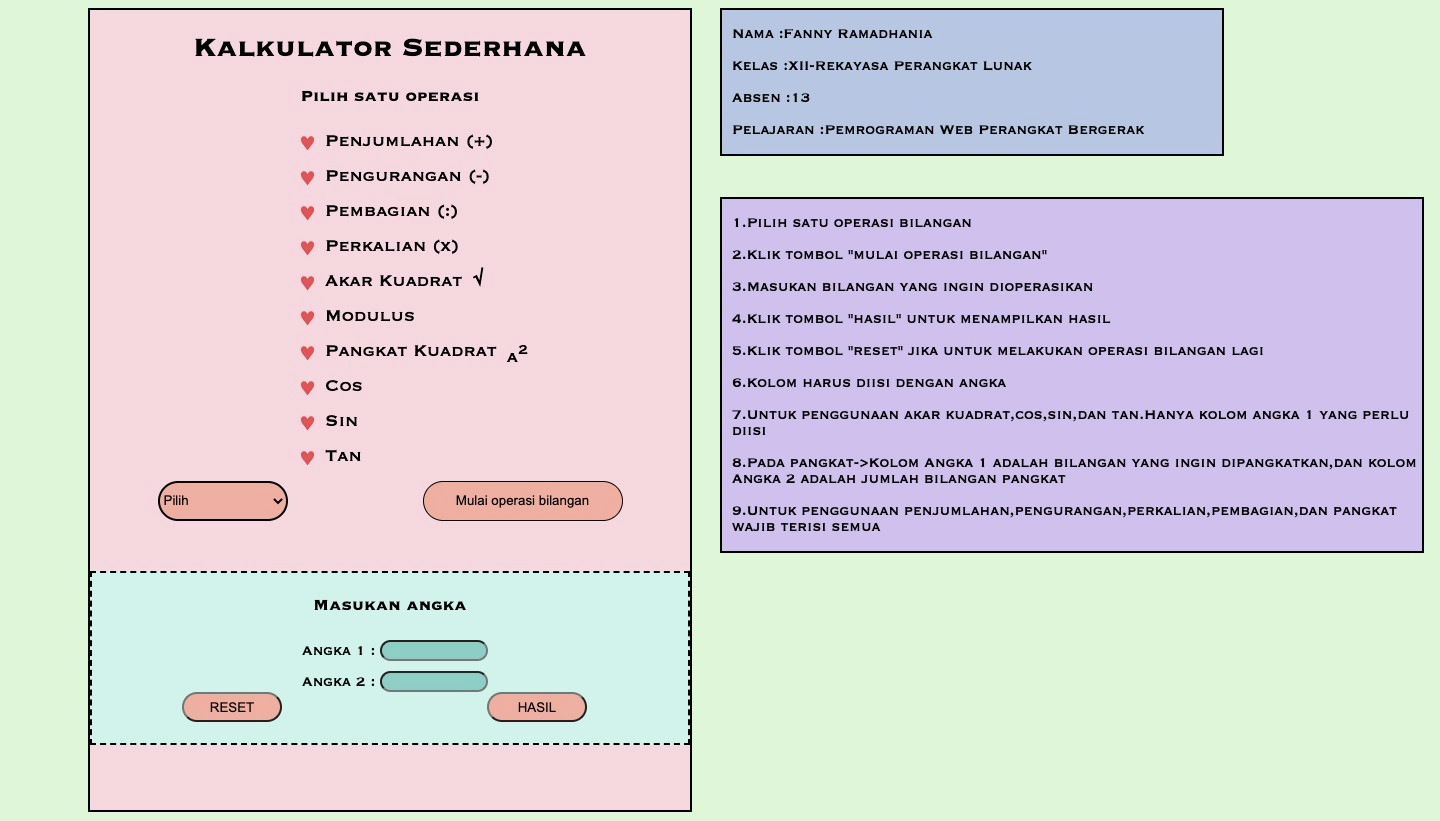 Kalkulator Sederhana
Pilih satu operasi
♥ Penjumlahan (+)
♥ Pengurangan (-)
♥ Pembagian (:)
♥ Perkalian (x)
♥ Akar Kuadrat √
♥ Modulus
♥ Pangkat Kuadrat A²
♥ Cos
♥ Sin
♥ Tan
Pilih
Mulai operasi bilangan
Masukan angka
Angka 1 :
Angka 2 :
RESET
HASIL
Nama :Fanny Ramadhania
Kelas :XII-Rekayasa Perangkat Lunak
Absen :13
Pelajaran :Pemrograman Web Perangkat Bergerak
1.Pilih satu operasi bilangan
2.Klik tombol "mulai operasi bilangan"
3.Masukan bilangan yang ingin dioperasikan
4.Klik tombol "hasil" untuk menampilkan hasil
5.Klik tombol "reset" jika untuk melakukan operasi bilangan lagi
6.Kolom harus diisi dengan angka
7.Untuk penggunaan akar kuadrat,cos,sin,dan tan.Hanya kolom angka 1 yang perlu
diisi
8.Pada pangkat->Kolom Angka 1 adalah bilangan yang ingin dipangkatkan,dan kolom
Angka 2 adalah jumlah bilangan pangkat
9.Untuk penggunaan penjumlahan,pengurangan,perkalian,pembagian,dan pangkat
wajib terisi semua